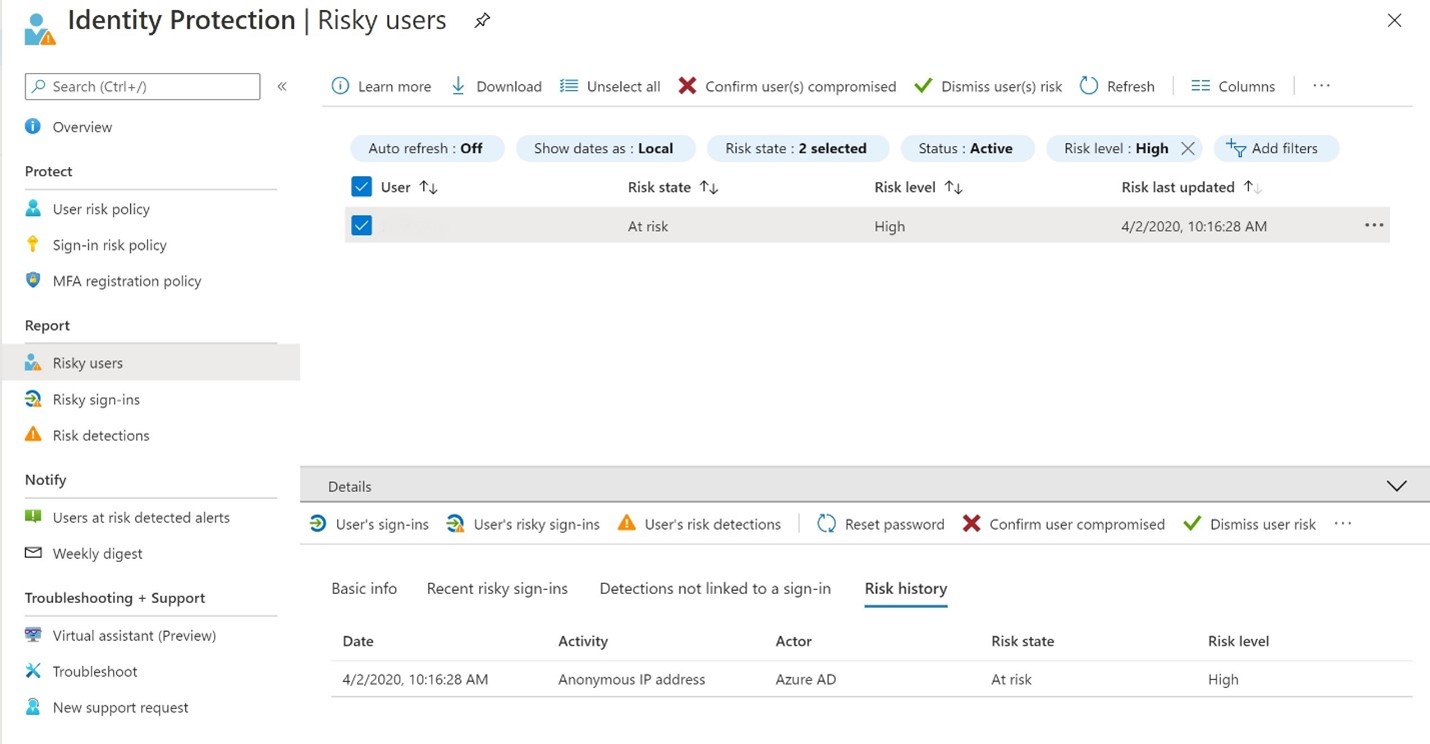 Identity Protection | Risky users
Search (Ctrl+/)
«
Overview
Protect
User risk policy
Sign-in risk policy
MFA registration policy
Report
Risky users
Risky sign-ins
Risk detections
Notify
Users at risk detected alerts
Weekly digest
Troubleshooting + Support
Virtual assistant (Preview)
Troubleshoot
New support request
Learn more Download Unselect all Confirm user(s) compromised Dismiss user(s) risk Refresh Columns ...
Auto refresh : Off Show dates as : Local Risk state : 2 selected Status : Active Risk level : High Add filters
User Risk state Risk level Risk last updated
At risk High 4/2/2020, 10:16:28 AM ...
Details
User's sign-ins User's risky sign-ins User's risk detections Reset password Confirm user compromised Dismiss user risk ...
Basic info Recent risky sign-ins Detections not linked to a sign-in Risk history
Date Activity Actor Risk state Risk level
4/2/2020, 10:16:28 AM Anonymous IP address Azure AD At risk High